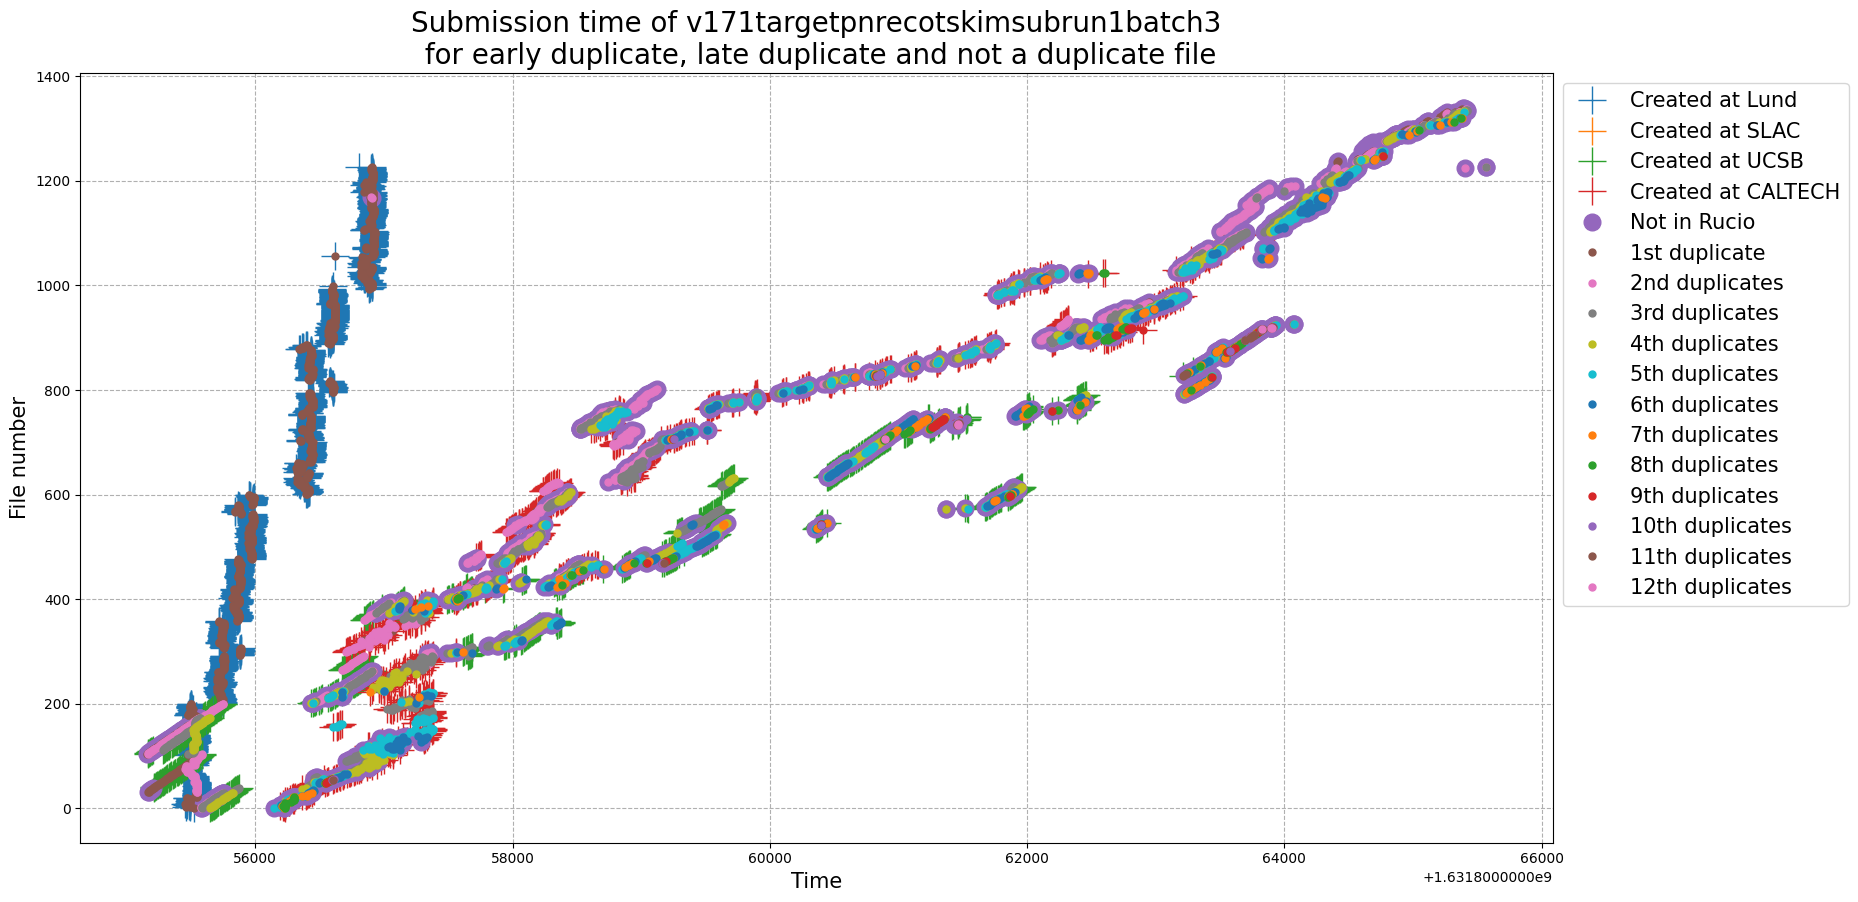 Submission time of v171targetpnrecotskimsubrun1batch3
for early duplicate, late duplicate and not a duplicate file
File number
1400
1200
1000
800
600
400
200
0
56000
58000
60000
62000
64000
66000
+1.6318000000e9
Time
Created at Lund
Created at SLAC
Created at UCSB
Created at CALTECH
Not in Rucio
1st duplicate
2nd duplicates
3rd duplicates
4th duplicates
5th duplicates
6th duplicates
7th duplicates
8th duplicates
9th duplicates
10th duplicates
11th duplicates
12th duplicates